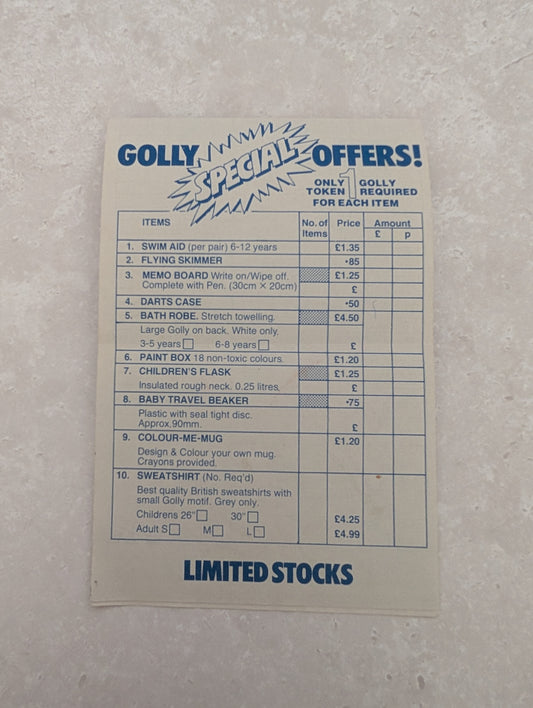 GOLLY SPECIAL OFFERS!
ONLY 1 GOLLY
TOKEN REQUIRED
FOR EACH ITEM
ITEMS No. of Items Price Amount
£ p
1. SWIM AID (per pair) 6-12 years £1.35
2. FLYING SKIMMER ·85
3. MEMO BOARD Write on/Wipe off. £1.25
Complete with Pen. (30cm × 20cm) £
4. DARTS CASE ·50
5. BATH ROBE. Stretch towelling. £4.50
Large Golly on back. White only.
3-5 years 6-8 years £
6. PAINT BOX 18 non-toxic colours. £1.20
7. CHILDREN'S FLASK £1.25
Insulated rough neck. 0.25 litres. £
8. BABY TRAVEL BEAKER ·75
Plastic with seal tight disc.
Approx.90mm. £
9. COLOUR-ME-MUG £1.20
Design & Colour your own mug.
Crayons provided.
10. SWEATSHIRT (No. Req'd)
Best quality British sweatshirts with
small Golly motif. Grey only.
Childrens 26" 30" £4.25
Adult S M L £4.99
LIMITED STOCKS